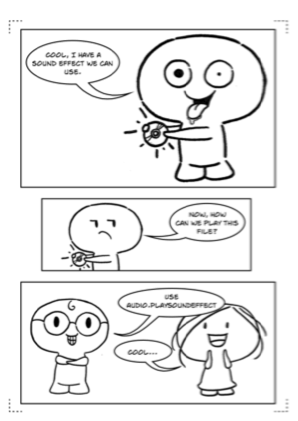 COOL, I HAVE A
SOUND EFFECT WE CAN
USE.
NOW, HOW
CAN WE PLAY THIS
FILE?
USE
AUDIO.PLAYSOUNDEFFECT
COOL...